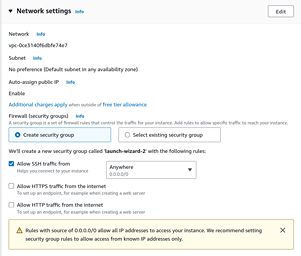 Network settings Info
Edit
Network Info
vpc-0ce3140f6dbfe74e7
Subnet Info
No preference (Default subnet in any availability zone)
Auto-assign public IP Info
Enable
Additional charges apply when outside of free tier allowance
Firewall (security groups) Info
A security group is a set of firewall rules that control the traffic for your instance. Add rules to allow specific traffic to reach your instance.
Create security group
Select existing security group
We'll create a new security group called 'launch-wizard-2' with the following rules:
Allow SSH traffic from
Helps you connect to your instance
Anywhere
0.0.0.0/0
Allow HTTPS traffic from the internet
To set up an endpoint, for example when creating a web server
Allow HTTP traffic from the internet
To set up an endpoint, for example when creating a web server
Rules with source of 0.0.0.0/0 allow all IP addresses to access your instance. We recommend setting
security group rules to allow access from known IP addresses only.